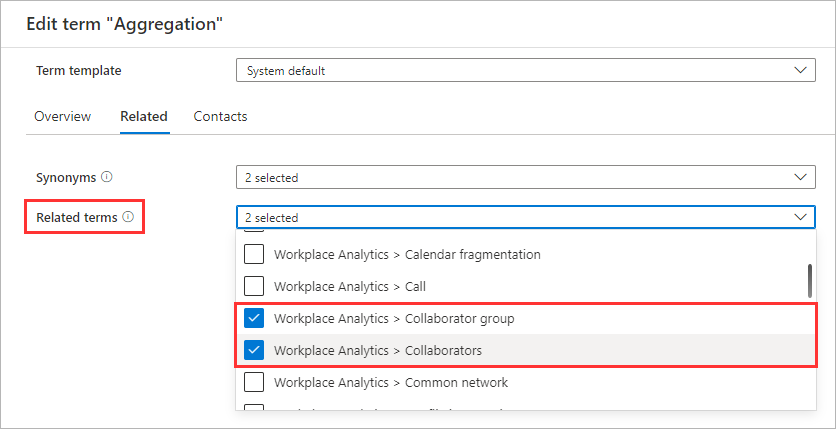 Edit term "Aggregation"
Term template
System default
Overview Related Contacts
Synonyms
2 selected
Related terms
2 selected
Workplace Analytics > Calendar fragmentation
Workplace Analytics > Call
Workplace Analytics > Collaborator group
Workplace Analytics > Collaborators
Workplace Analytics > Common network